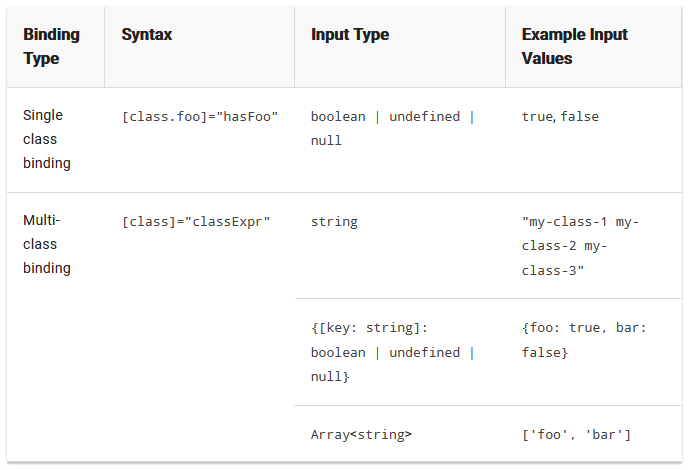 Binding Type
Syntax
Input Type
Example Input Values
Single class binding
[class.foo]="hasFoo"
boolean | undefined | null
true, false
Multi-class binding
[class]="classExpr"
string
"my-class-1 my-class-2 my-class-3"
{[key: string]: boolean | undefined | null}
{foo: true, bar: false}
Array<string>
['foo', 'bar']